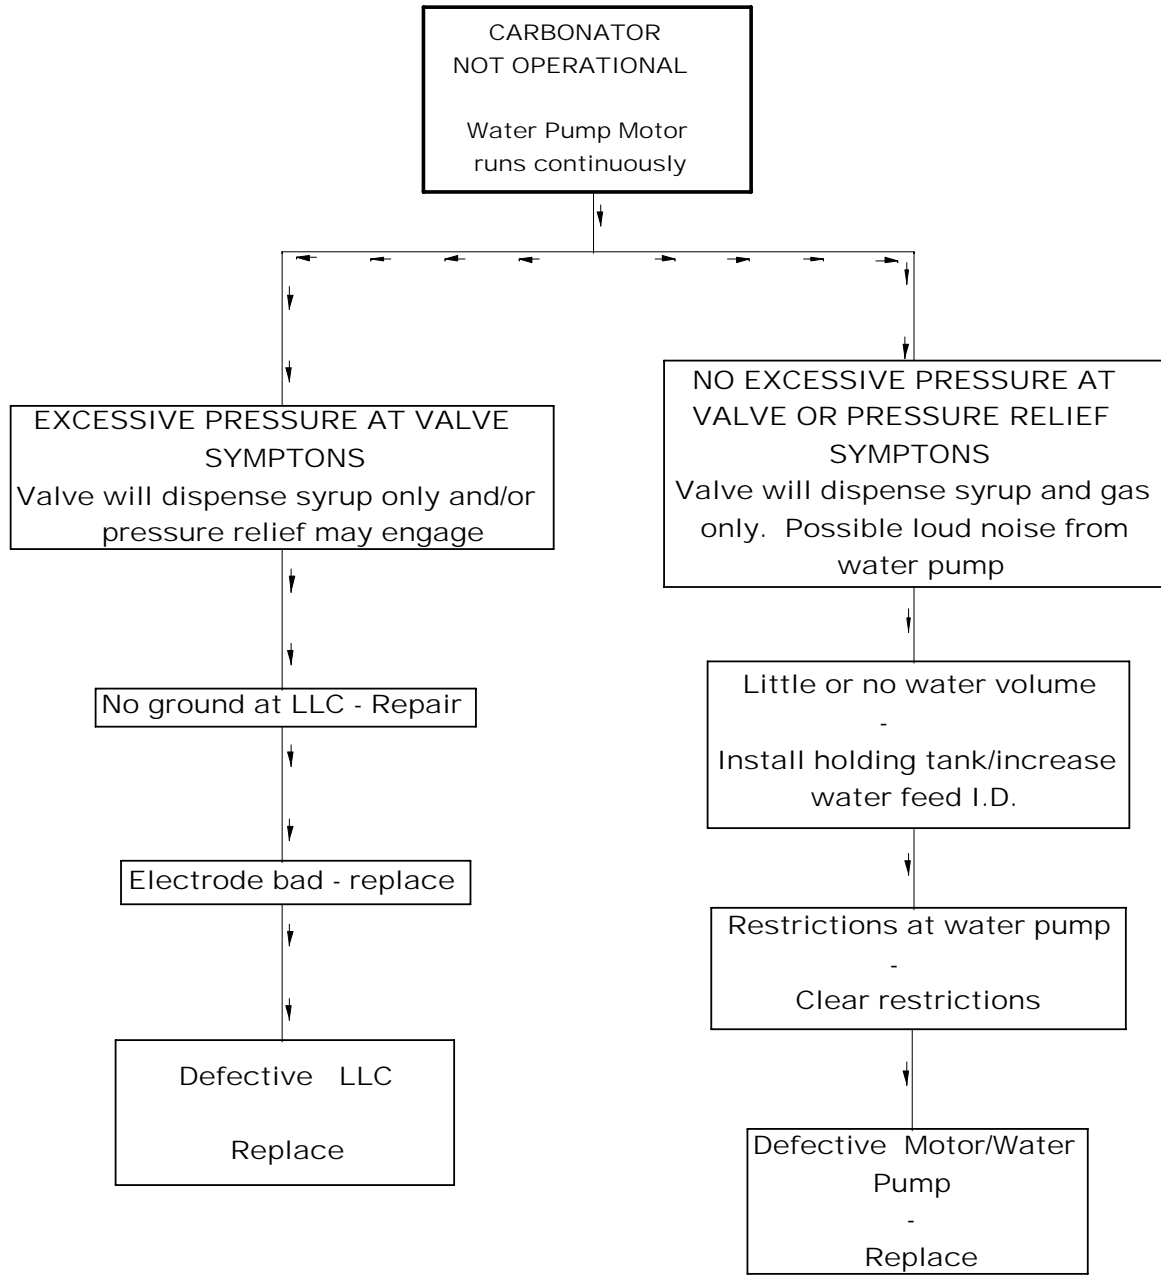 CARBONATOR
NOT OPERATIONAL
Water Pump Motor
runs continuously
EXCESSIVE PRESSURE AT VALVE
SYMPTONS
Valve will dispense syrup only and/or
pressure relief may engage
No ground at LLC - Repair
Electrode bad - replace
Defective LLC
Replace
NO EXCESSIVE PRESSURE AT
VALVE OR PRESSURE RELIEF
SYMPTONS
Valve will dispense syrup and gas
only. Possible loud noise from
water pump
Little or no water volume
-
Install holding tank/increase
water feed I.D.
Restrictions at water pump
-
Clear restrictions
Defective Motor/Water
Pump
-
Replace